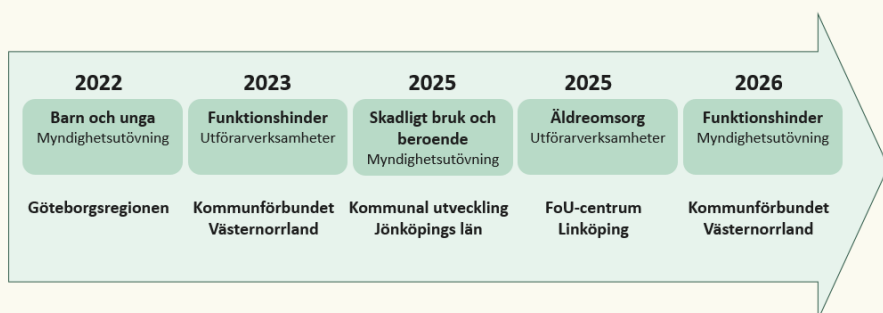 2022
Barn och unga
Myndighetsutövning
Göteborgsregionen
2023
Funktionshinder
Utförarverksamheter
Kommunförbundet
Västernorrland
2025
Skadligt bruk och
beroende
Myndighetsutövning
Kommunal utveckling
Jönköpings län
2025
Äldreomsorg
Utförarverksamheter
FoU-centrum
Linköping
2026
Funktionshinder
Myndighetsutövning
Kommunförbundet
Västernorrland